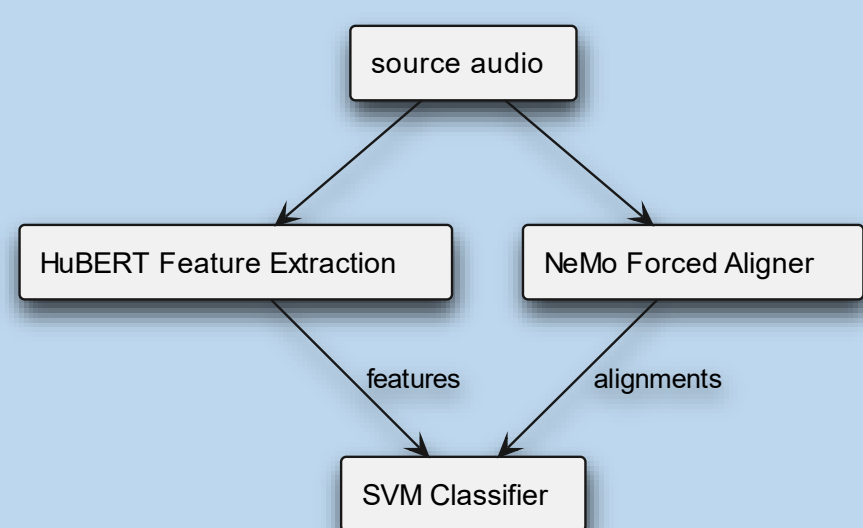 source audio
HuBERT Feature Extraction
NeMo Forced Aligner
features
alignments
SVM Classifier